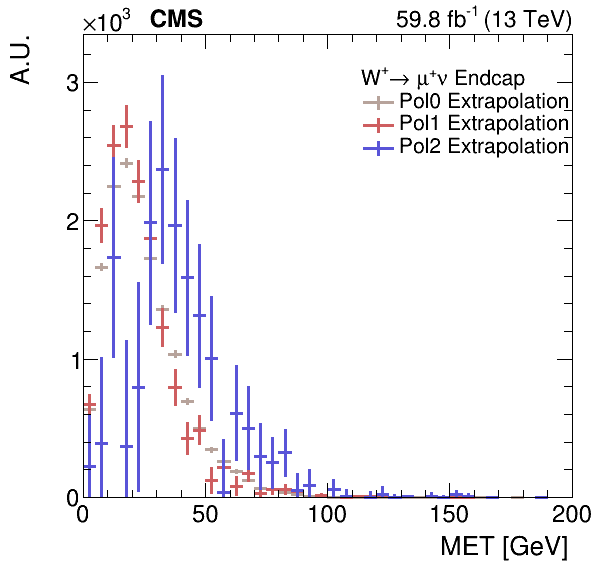 ×10³ CMS 59.8 fb⁻¹ (13 TeV)
A.U.
W⁺→ μ⁺ν Endcap
Pol0 Extrapolation
Pol1 Extrapolation
Pol2 Extrapolation
3
2
1
0
0 50 100 150 200
MET [GeV]